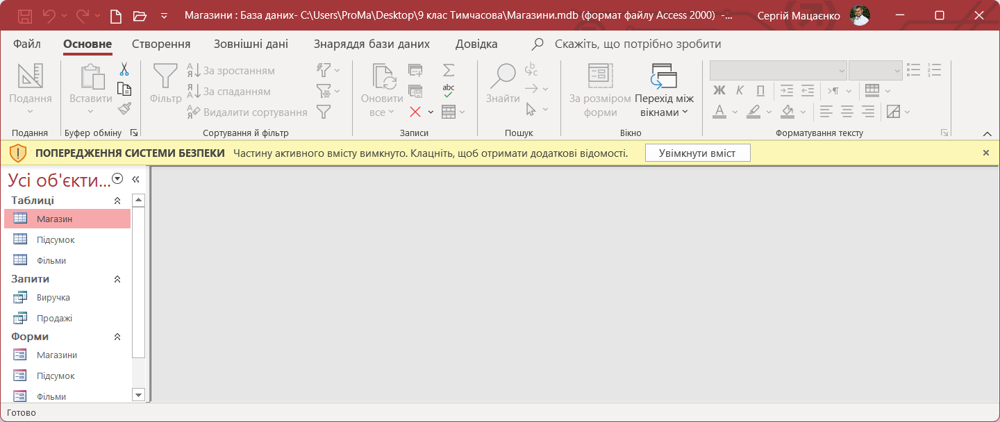 Магазини : База даних- C:\Users\ProMa\Desktop\9 клас Тимчасова\Магазини.mdb (формат файлу Access 2000) -...
Сергій Мацаєнко
Файл
Основне
Створення
Зовнішні дані
Знаряддя бази даних
Довідка
Скажіть, що потрібно зробити
Подання
Подання
Вставити
Буфер обміну
Фільтр
За зростанням
За спаданням
Видалити сортування
Сортування й фільтр
Оновити
все
abc
Записи
Знайти
Пошук
За розміром
форми
Перехід між
вікнами
Вікно
Ж К П
А
Форматування тексту
ПОПЕРЕДЖЕННЯ СИСТЕМИ БЕЗПЕКИ Частину активного вмісту вимкнуто. Клацніть, щоб отримати додаткові відомості. Увімкнути вміст
Усі об'єкти...
Таблиці
Магазин
Підсумок
Фільми
Запити
Виручка
Продажі
Форми
Магазини
Підсумок
Фільми
Готово